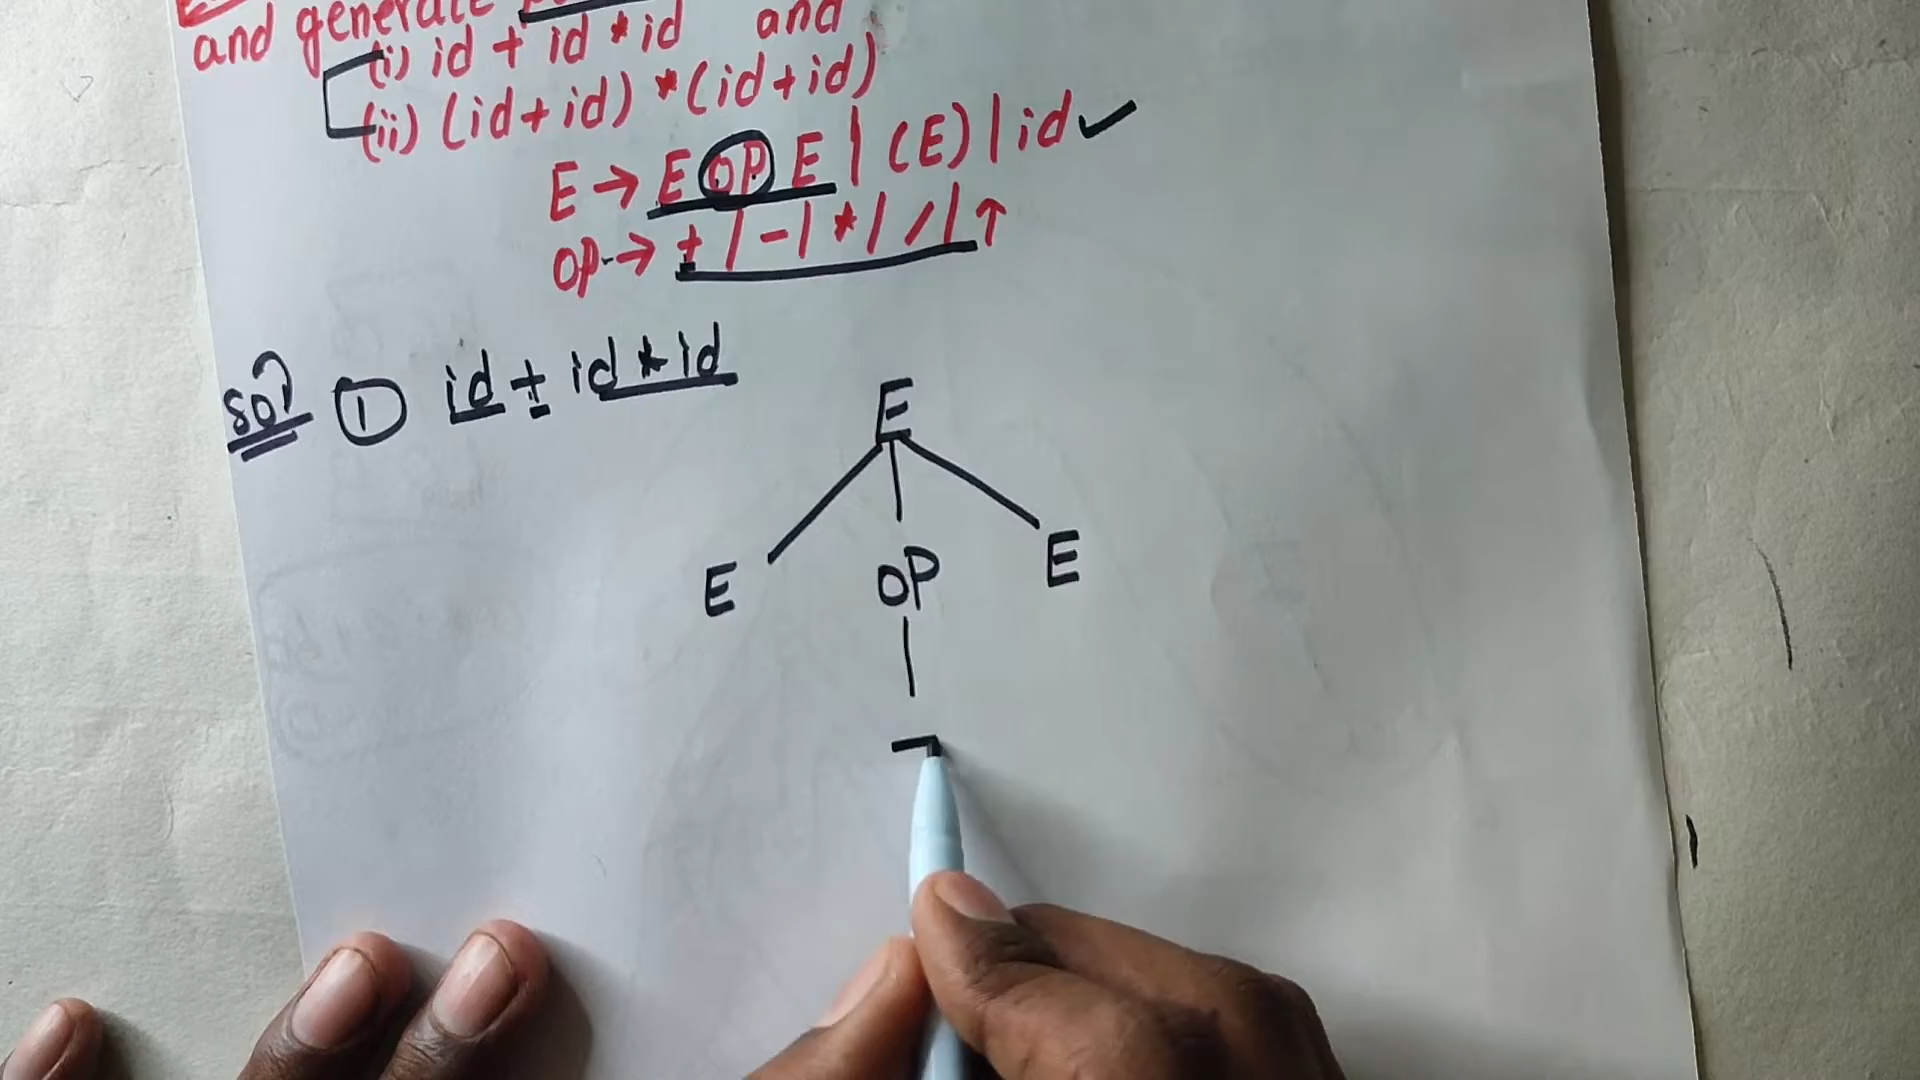 and generate
(i) id + id * id and
(ii) (id+id) * (id+id)
E → E OP E | (E) | id
OP → + | - | * | / | ↑
Sol ① id + id * id
E
E OP E